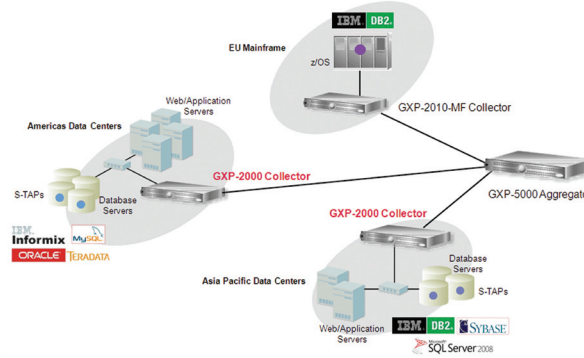 IBM DB2.
EU Mainframe
z/OS
GXP-2010-MF Collector
Web/Application
Servers
Americas Data Centers
GXP-2000 Collector
S-TAPs
Database
Servers
IBM
Informix MySQL
ORACLE TERADATA
GXP-5000 Aggregato
GXP-2000 Collector
Database
Servers
Asia Pacific Data Centers
S-TAPs
Web/Application
Servers
IBM DB2. SYBASE
Microsoft
SQL Server 2008